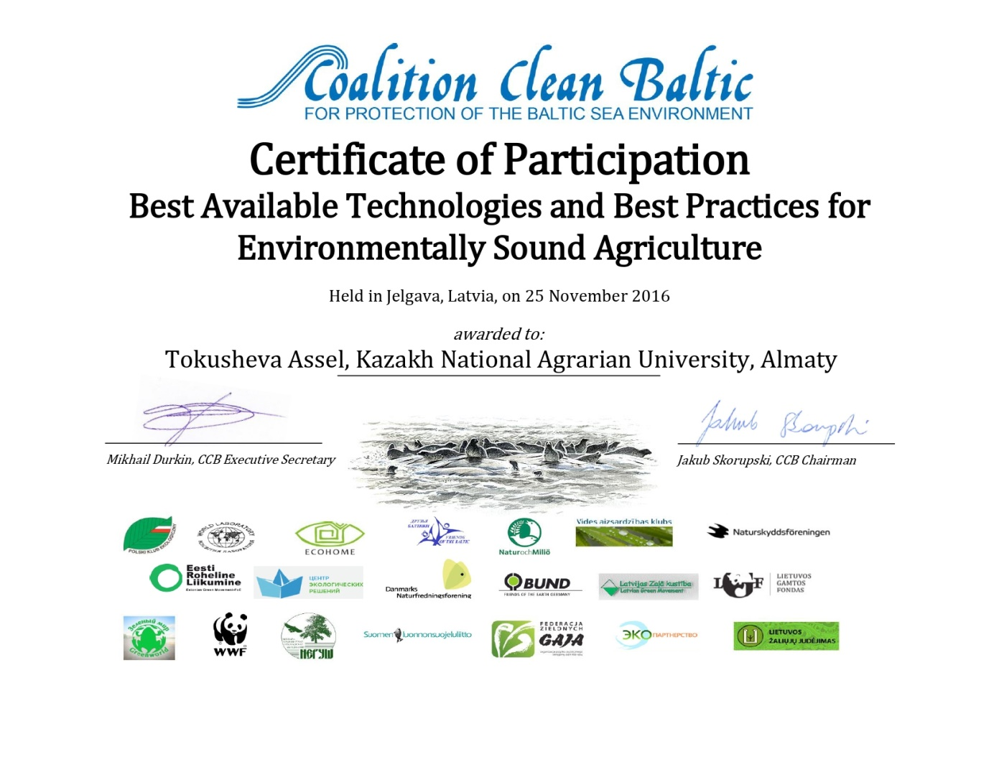 Coalition Clean Baltic
FOR PROTECTION OF THE BALTIC SEA ENVIRONMENT
Certificate of Participation
Best Available Technologies and Best Practices for
Environmentally Sound Agriculture
Held in Jelgava, Latvia, on 25 November 2016
awarded to:
Tokusheva Assel, Kazakh National Agrarian University, Almaty
Jakub Skorupski
Mikhail Durkin, CCB Executive Secretary
Jakub Skorupski, CCB Chairman
POLSKI KLUB EKOLOGICZNY
WORLD LABORATORY
ECOHOME
ДРУЗЬЯ
БАЛТИКИ
FRIENDS
OF THE BALTIC
NaturochMiljö
Vides aizsardzības klubs
Naturskyddsföreningen
Eesti
Roheline
Liikumine
Estonian Green Movement-FoE
ЦЕНТР
ЭКОЛОГИЧЕСКИХ
РЕШЕНИЙ
Danmarks
Naturfredningsforening
BUND
FRIENDS OF THE EARTH GERMANY
Latvijas Zaļā kustība
Latvian Green Movement
LGF
LIETUVOS
GAMTOS
FONDAS
Зеленый мир
Greenworld
WWF
НЕГУШ
Suomen luonnonsuojeluliitto
FEDERACJA
ZIELONYCH
GAJA
ЭКОПАРТНЕРСТВО
LIETUVOS
ŽALIŲJŲ JUDĖJIMAS